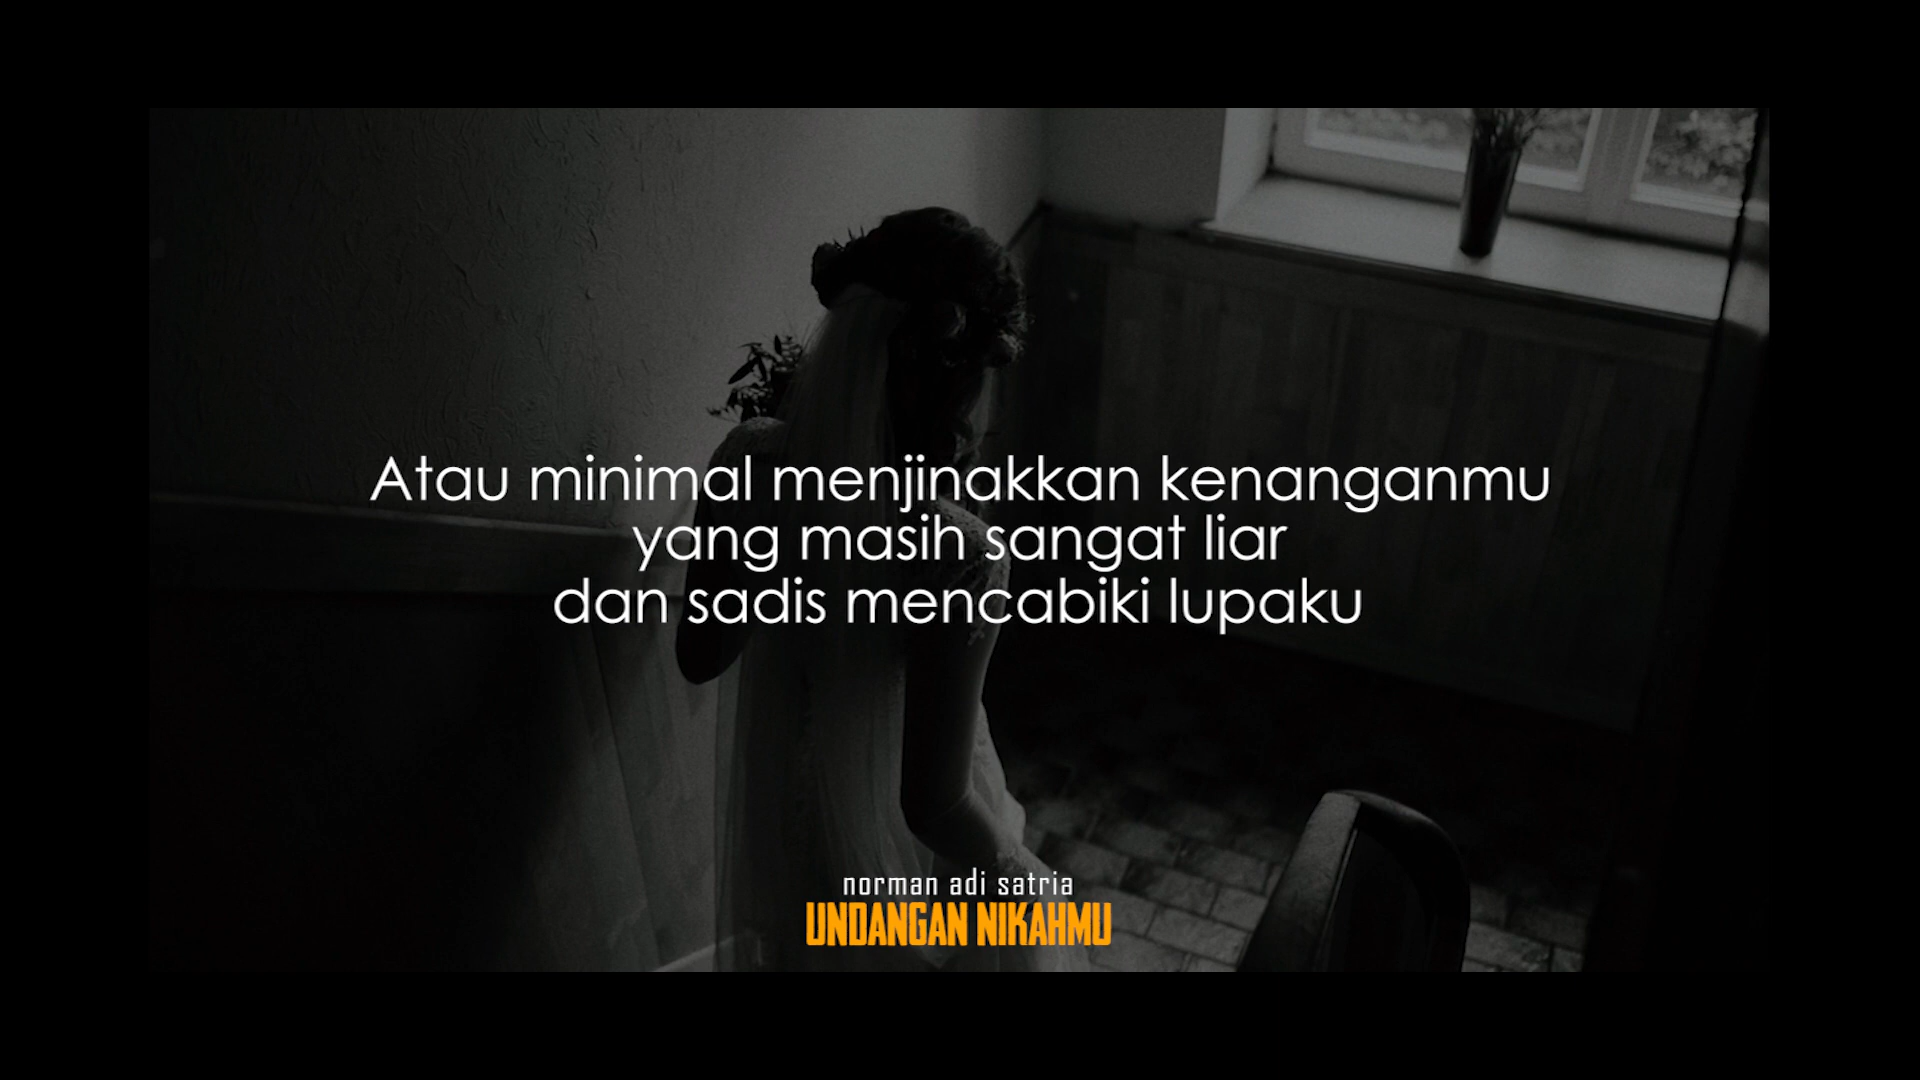 Atau minimal menjinakkan kenanganmu
yang masih sangat liar
dan sadis mencabiki lupaku
norman adi satria
UNDANGAN NIKAHMU